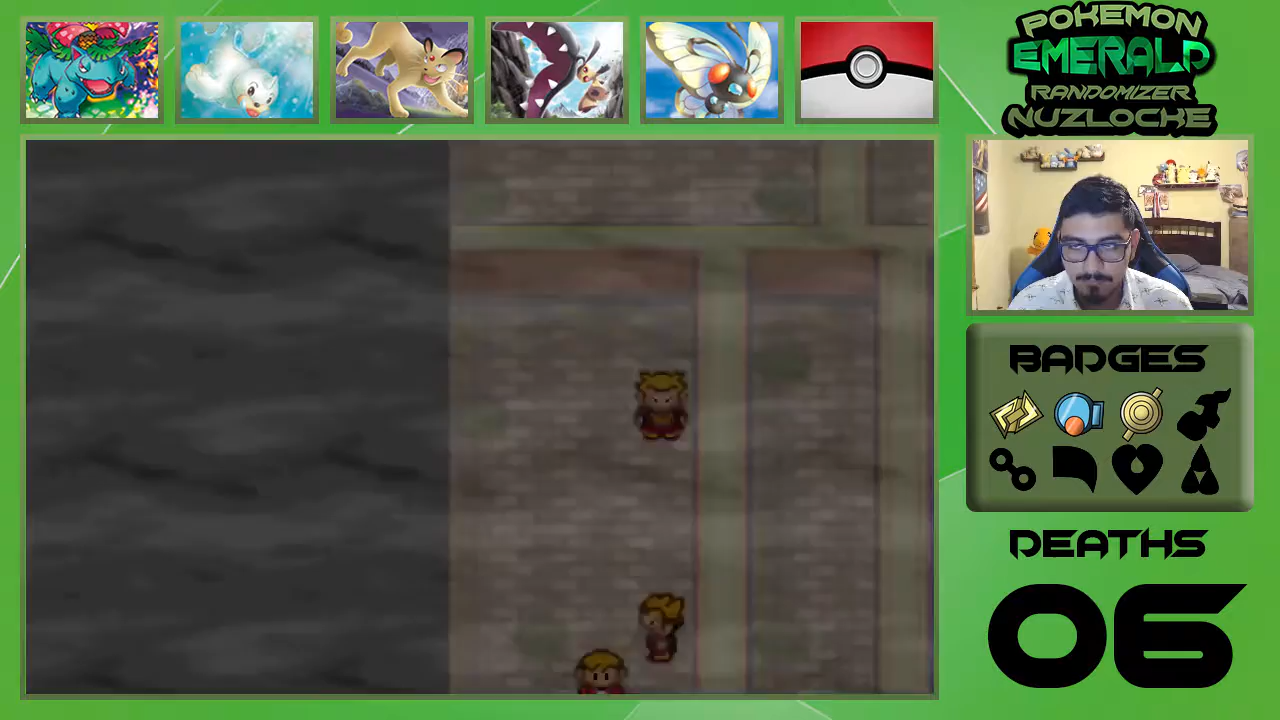 POKEMON
EMERALD
RANDOMIZER
NUZLOCKE
BADGES
DEATHS
06